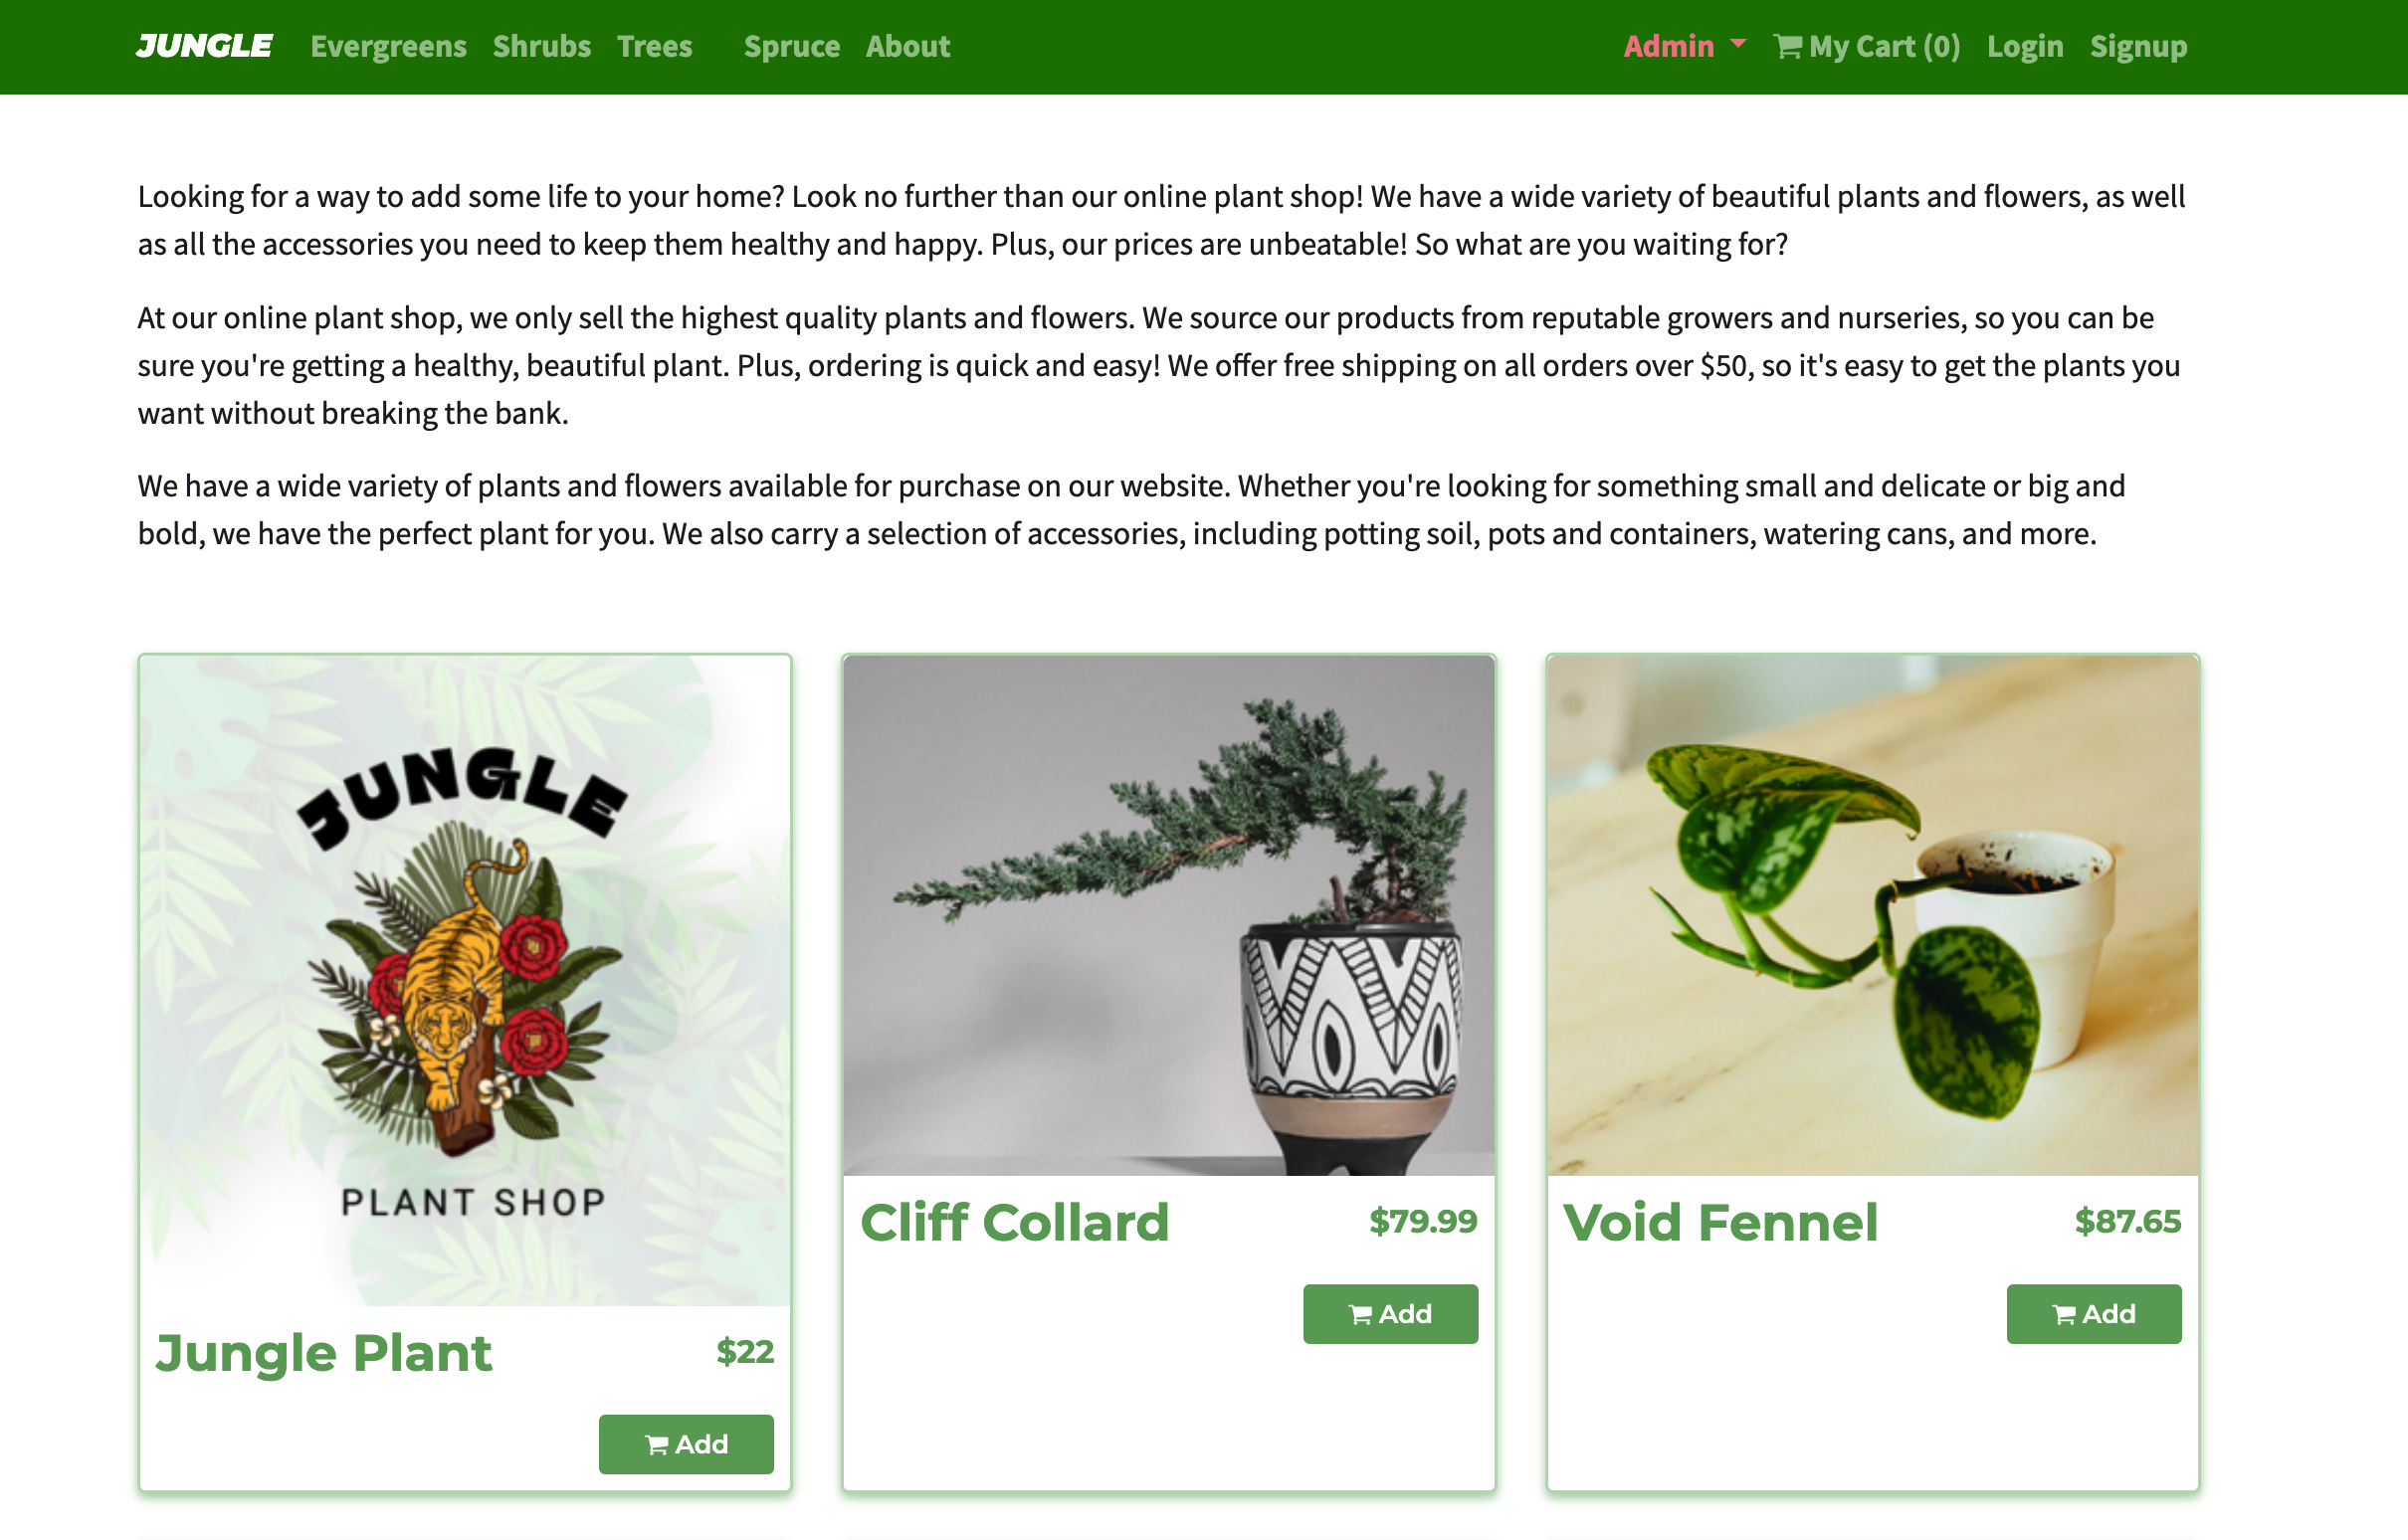 JUNGLE Evergreens Shrubs Trees Spruce About Admin My Cart (0) Login Signup
Looking for a way to add some life to your home? Look no further than our online plant shop! We have a wide variety of beautiful plants and flowers, as well
as all the accessories you need to keep them healthy and happy. Plus, our prices are unbeatable! So what are you waiting for?
At our online plant shop, we only sell the highest quality plants and flowers. We source our products from reputable growers and nurseries, so you can be
sure you're getting a healthy, beautiful plant. Plus, ordering is quick and easy! We offer free shipping on all orders over $50, so it's easy to get the plants you
want without breaking the bank.
We have a wide variety of plants and flowers available for purchase on our website. Whether you're looking for something small and delicate or big and
bold, we have the perfect plant for you. We also carry a selection of accessories, including potting soil, pots and containers, watering cans, and more.
JUNGLE
PLANT SHOP
Jungle Plant $22
Add
Cliff Collard $79.99
Add
Void Fennel $87.65
Add